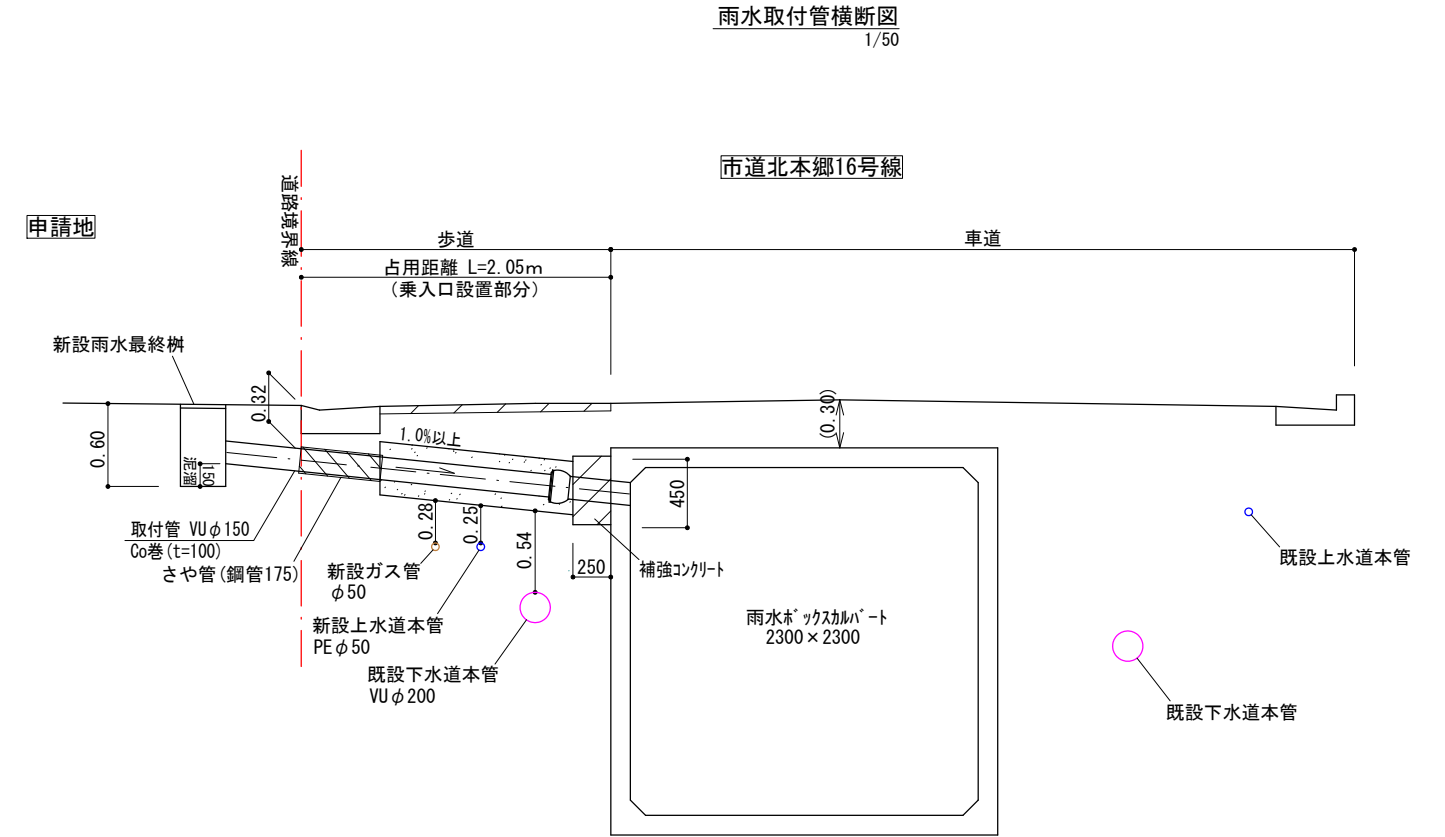 雨水取付管横断図
1/50
市道北本郷16号線
申請地
道路境界線
歩道
車道
占用距離 L=2.05m
(乗入口設置部分)
新設雨水最終桝
0.32
(0.30)
0.60
泥溜
150
1.0%以上
450
0.28
0.25
0.54
250
取付管 VUφ150
Co巻(t=100)
さや管(鋼管175)
新設ガス管
φ50
新設上水道本管
PEφ50
既設下水道本管
VUφ200
補強コンクリート
雨水ボックスカルバート
2300×2300
既設上水道本管
既設下水道本管